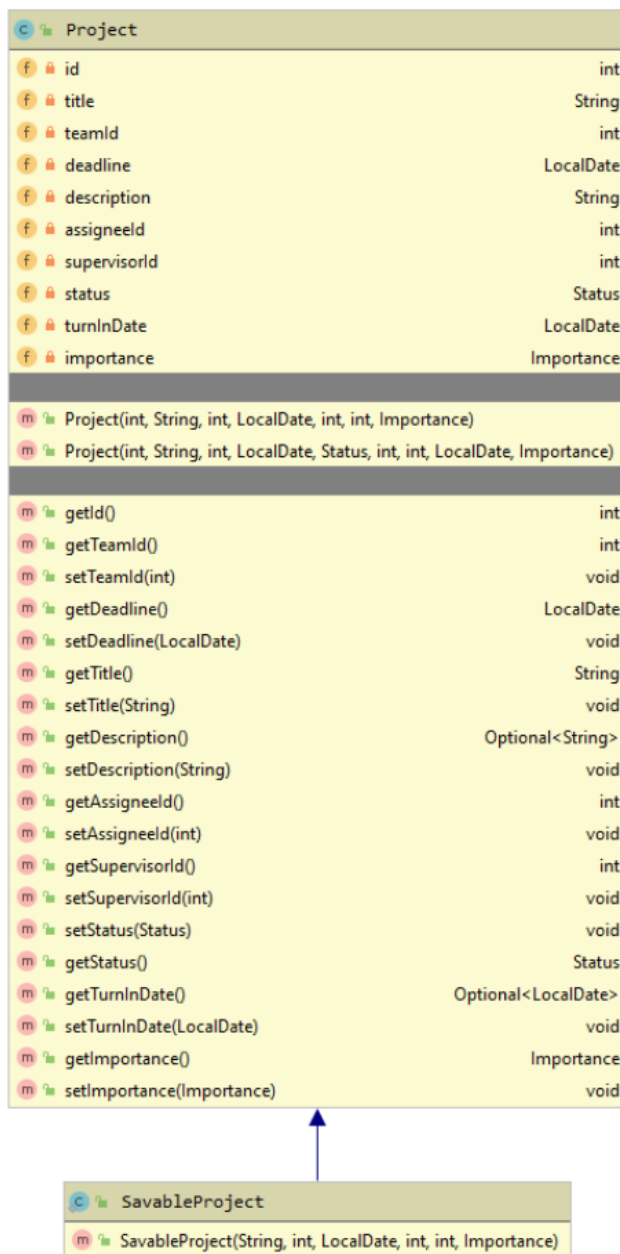 Project
id int
title String
teamId int
deadline LocalDate
description String
assigneeId int
supervisorId int
status Status
turnInDate LocalDate
importance Importance
Project(int, String, int, LocalDate, int, int, Importance)
Project(int, String, int, LocalDate, Status, int, int, LocalDate, Importance)
getId() int
getTeamId() int
setTeamId(int) void
getDeadline() LocalDate
setDeadline(LocalDate) void
getTitle() String
setTitle(String) void
getDescription() Optional<String>
setDescription(String) void
getAssigneeId() int
setAssigneeId(int) void
getSupervisorId() int
setSupervisorId(int) void
setStatus(Status) void
getStatus() Status
getTurnInDate() Optional<LocalDate>
setTurnInDate(LocalDate) void
getImportance() Importance
setImportance(Importance) void
SavableProject
SavableProject(String, int, LocalDate, int, int, Importance)